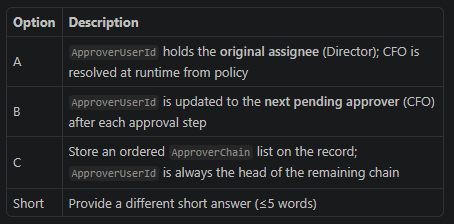 Option Description
A ApproverUserId holds the original assignee (Director); CFO is
resolved at runtime from policy
B ApproverUserId is updated to the next pending approver (CFO)
after each approval step
C Store an ordered ApproverChain list on the record;
ApproverUserId is always the head of the remaining chain
Short Provide a different short answer (≤5 words)